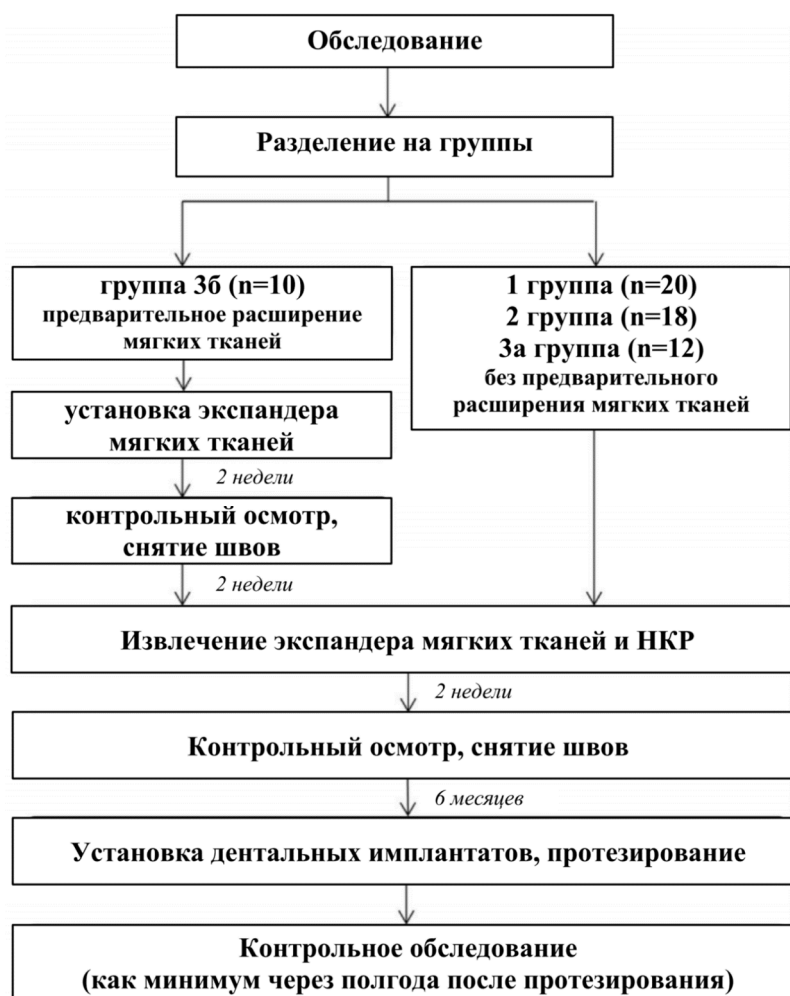 Обследование
Разделение на группы
группа 3б (n=10)
предварительное расширение
мягких тканей
1 группа (n=20)
2 группа (n=18)
3а группа (n=12)
без предварительного
расширения мягких тканей
установка экспандера
мягких тканей
2 недели
контрольный осмотр,
снятие швов
2 недели
Извлечение экспандера мягких тканей и НКР
2 недели
Контрольный осмотр, снятие швов
6 месяцев
Установка дентальных имплантатов, протезирование
Контрольное обследование
(как минимум через полгода после протезирования)